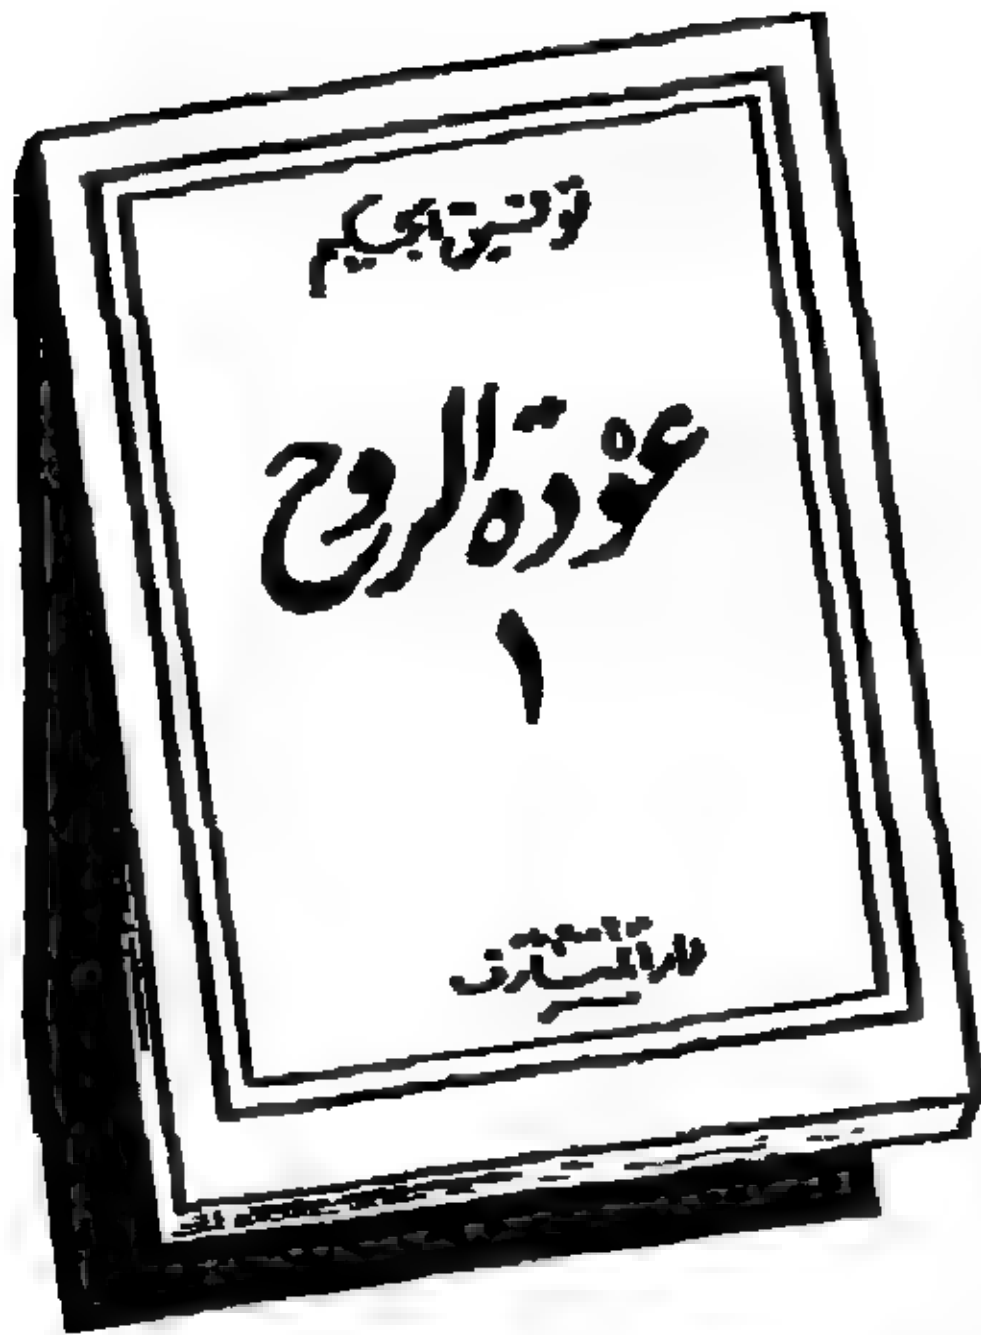 توفيق الحكيم
عودة الروح
١
دار المعارف